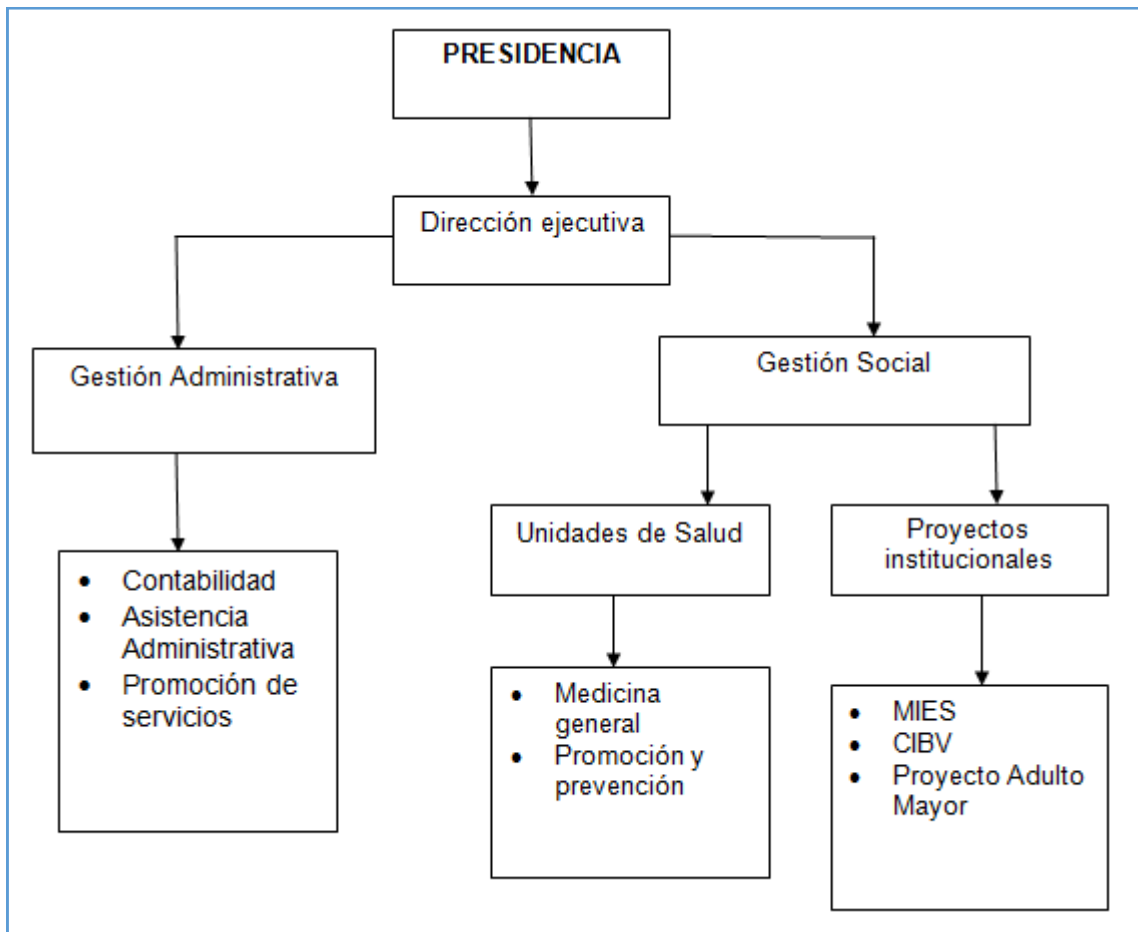 PRESIDENCIA
Dirección ejecutiva
Gestión Administrativa
Gestión Social
Unidades de Salud
Proyectos
institucionales
• Contabilidad
• Asistencia
Administrativa
• Promoción de
servicios
• Medicina
general
• Promoción y
prevención
• MIES
• CIBV
• Proyecto Adulto
Mayor